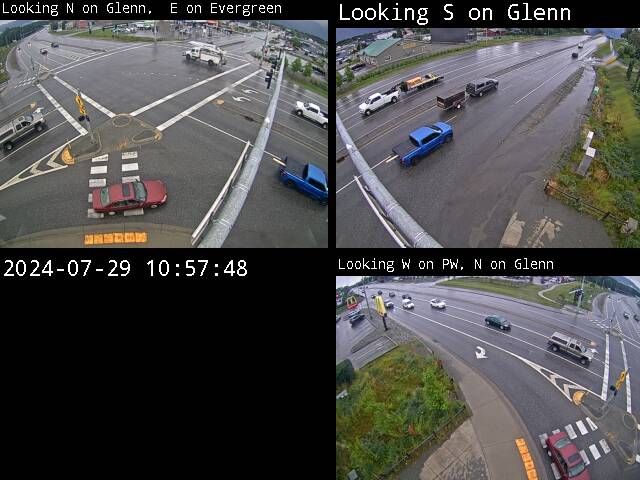 Looking N on Glenn,  E on Evergreen
Looking S on Glenn
2024-07-29 10:57:48
Looking W on PW, N on Glenn